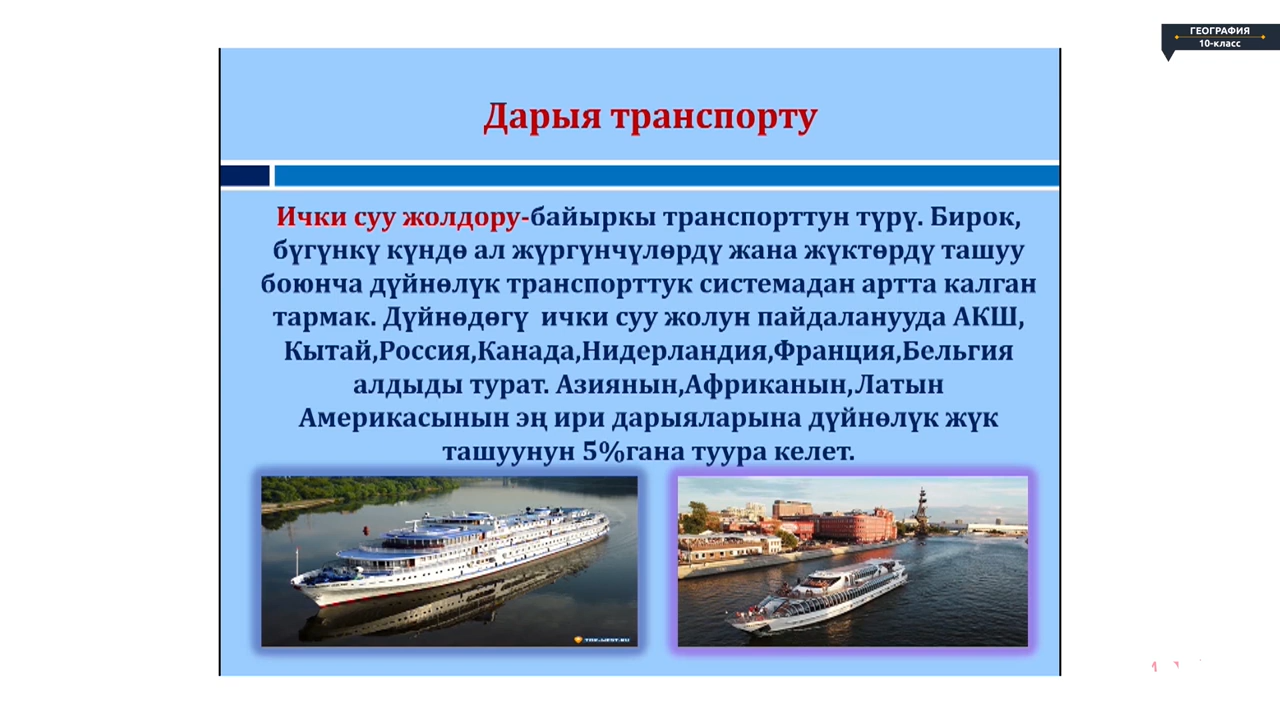 ГЕОГРАФИЯ
10-класс
Дарыя транспорту
Ички суу жолдору-байыркы транспорттун түрү. Бирок,
бүгүнкү күндө ал жүргүнчүлөрдү жана жүктөрдү ташуу
боюнча дүйнөлүк транспорттук системадан артта калган
тармак. Дүйнөдөгү  ички суу жолун пайдаланууда АКШ,
Кытай,Россия,Канада,Нидерландия,Франция,Бельгия
алдыды турат. Азиянын,Африканын,Латын
Америкасынын эң ири дарыяларына дүйнөлүк жүк
ташуунун 5%гана туура келет.